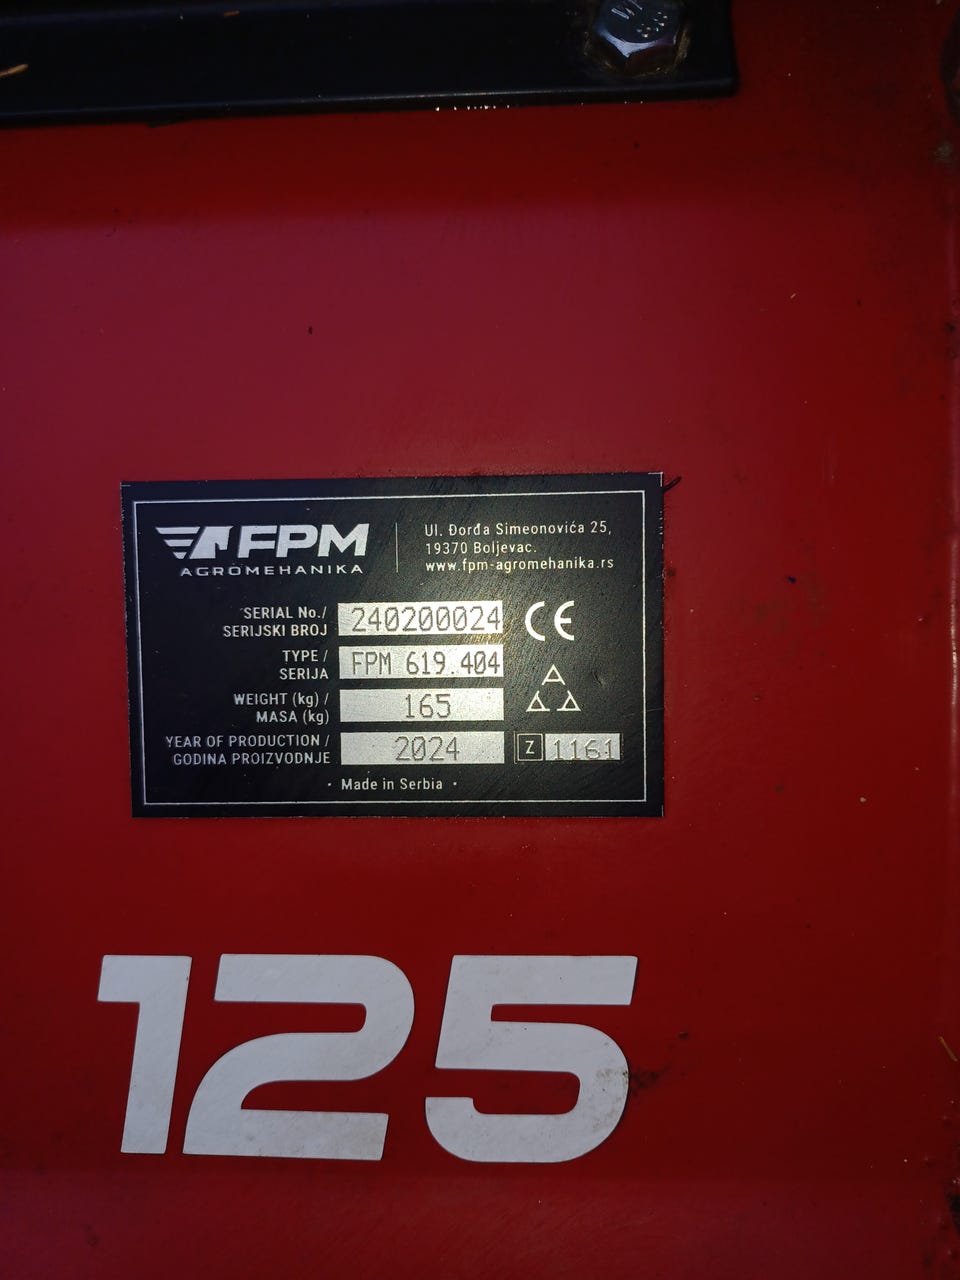 FPM
AGROMEHANIKA
Ul. Đorđa Simeonovića 25,
19370 Boljevac.
www.fpm-agromehanika.rs
SERIAL No./
SERIJSKI BROJ
240200024
TYPE /
SERIJA
FPM 619.404
WEIGHT (kg) /
MASA (kg)
165
YEAR OF PRODUCTION /
GODINA PROIZVODNJE
2024
CE
A
A A
Z 1161
· Made in Serbia ·
125